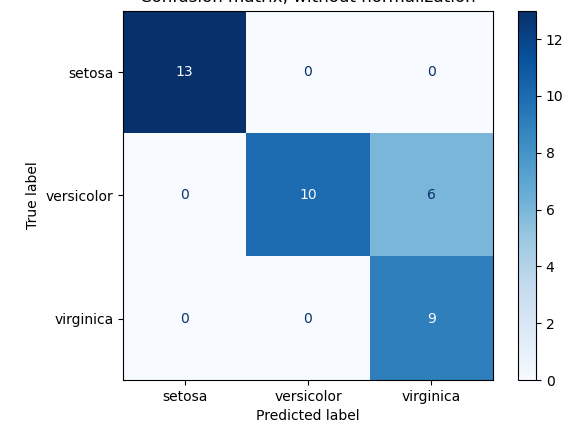 Confusion matrix, without normalization
setosa 13 0 0
versicolor 0 10 6
virginica 0 0 9
setosa versicolor virginica
Predicted label
True label
12
10
8
6
4
2
0